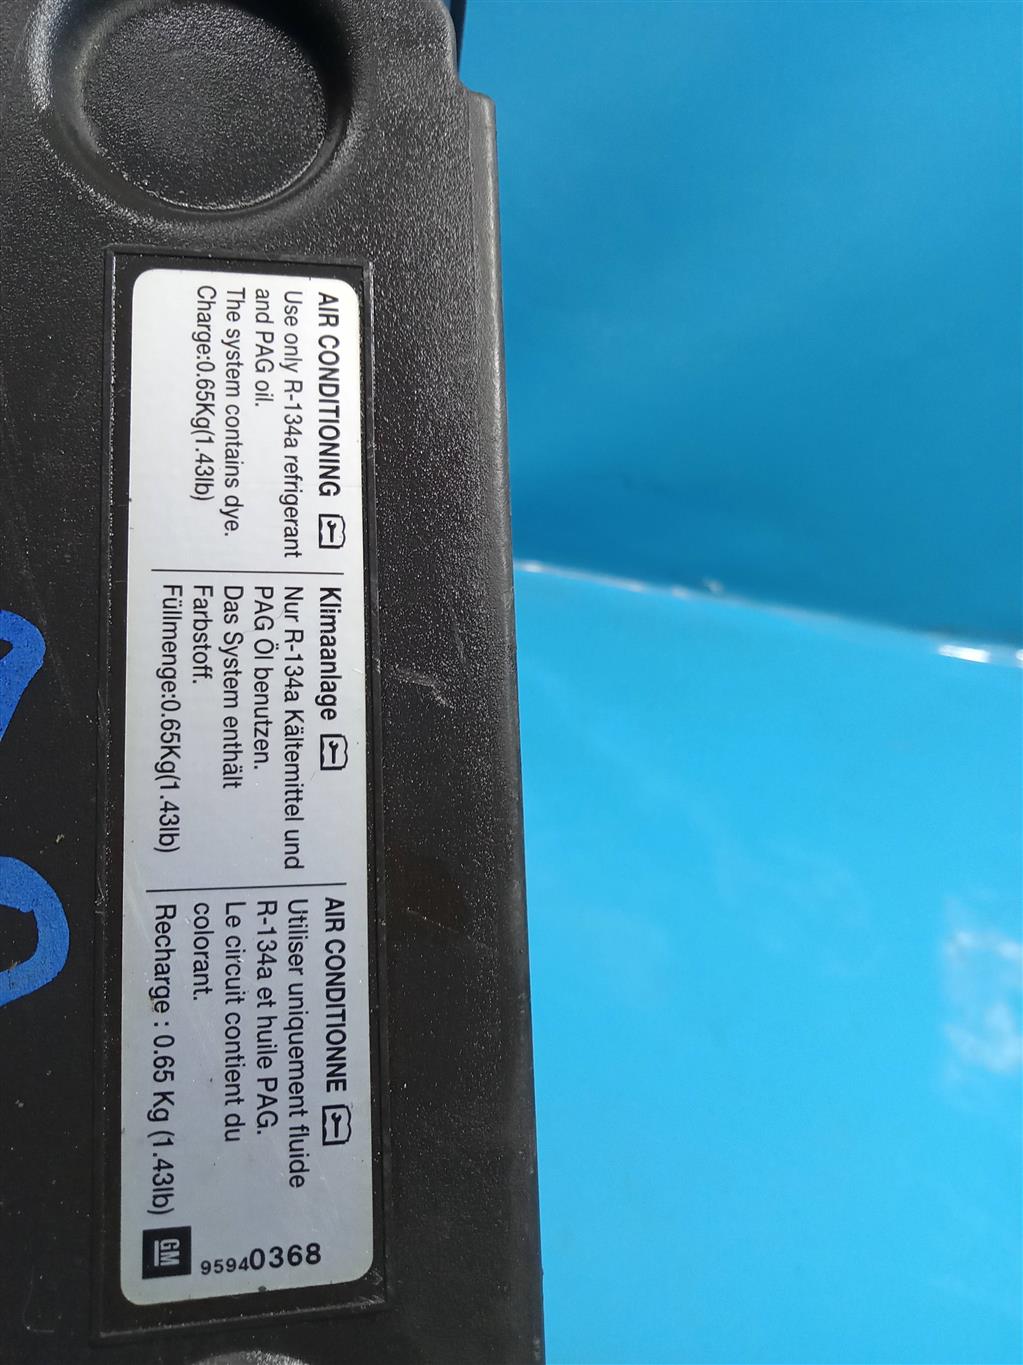 AIR CONDITIONING
Use only R-134a refrigerant
and PAG oil.
The system contains dye.
Charge:0.65Kg(1.43lb)
Klimaanlage
Nur R-134a Kältemittel und
PAG Öl benutzen.
Das System enthält
Farbstoff.
Füllmenge:0.65Kg(1.43lb)
AIR CONDITIONNE
Utiliser uniquement fluide
R-134a et huile PAG.
Le circuit contient du
colorant.
Recharge : 0.65 Kg (1.43lb)
GM
95940368